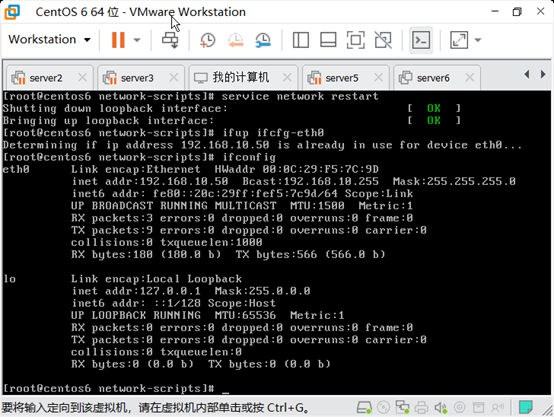 CentOS 6 64 位 - VMware Workstation
Workstation
server2 server3 我的计算机 server5 server6
[root@centos6 network-scripts]# service network restart
Shutting down loopback interface: [ OK ]
Bringing up loopback interface: [ OK ]
[root@centos6 network-scripts]# ifup ifcfg-eth0
Determining if ip address 192.168.10.50 is already in use for device eth0...
[root@centos6 network-scripts]# ifconfig
eth0 Link encap:Ethernet HWaddr 00:0C:29:F5:7C:9D
inet addr:192.168.10.50 Bcast:192.168.10.255 Mask:255.255.255.0
inet6 addr: fe80::20c:29ff:fef5:7c9d/64 Scope:Link
UP BROADCAST RUNNING MULTICAST MTU:1500 Metric:1
RX packets:3 errors:0 dropped:0 overruns:0 frame:0
TX packets:9 errors:0 dropped:0 overruns:0 carrier:0
collisions:0 txqueuelen:1000
RX bytes:180 (180.0 b) TX bytes:566 (566.0 b)
lo Link encap:Local Loopback
inet addr:127.0.0.1 Mask:255.0.0.0
inet6 addr: ::1/128 Scope:Host
UP LOOPBACK RUNNING MTU:65536 Metric:1
RX packets:0 errors:0 dropped:0 overruns:0 frame:0
TX packets:0 errors:0 dropped:0 overruns:0 carrier:0
collisions:0 txqueuelen:0
RX bytes:0 (0.0 b) TX bytes:0 (0.0 b)
[root@centos6 network-scripts]# _
要将输入定向到该虚拟机，请在虚拟机内部单击或按 Ctrl+G。